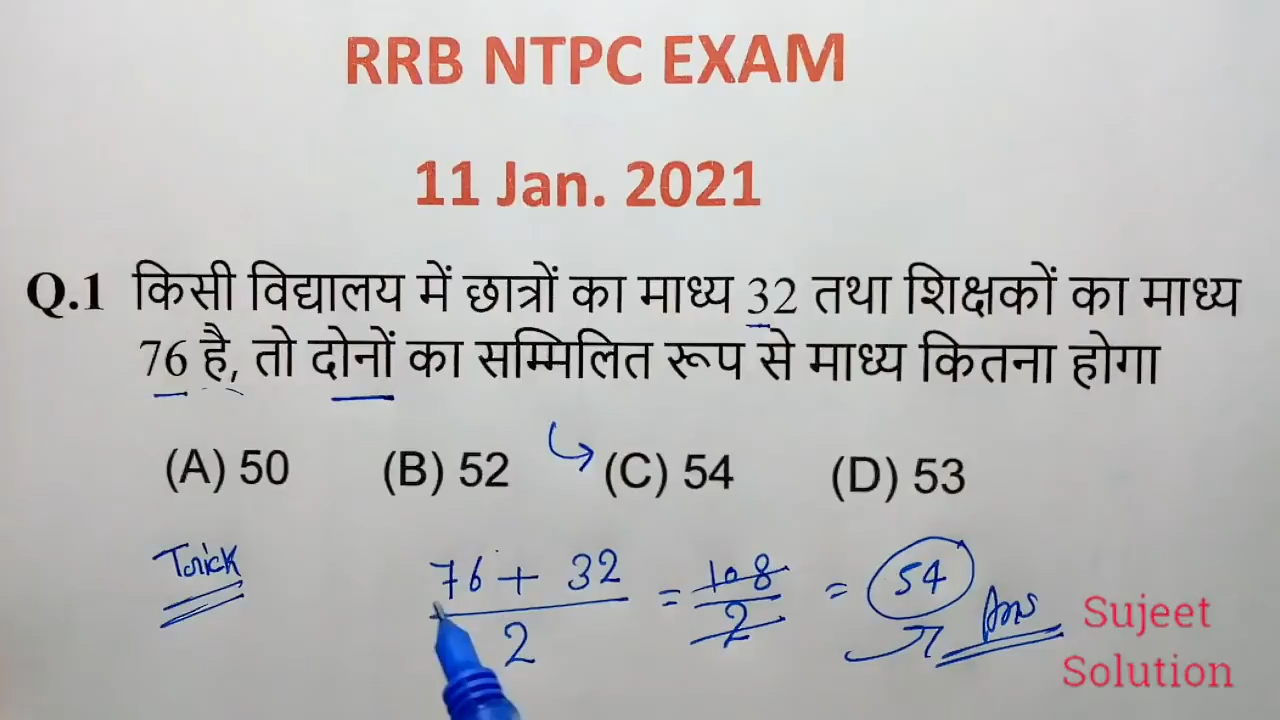 RRB NTPC EXAM
11 Jan. 2021
Q.1 किसी विद्यालय में छात्रों का माध्य 32 तथा शिक्षकों का माध्य
76 है, तो दोनों का सम्मिलित रूप से माध्य कितना होगा
(A) 50 (B) 52 (C) 54 (D) 53
Trick
76 + 32 = 108 = 54 Ans
2 2
Sujeet
Solution